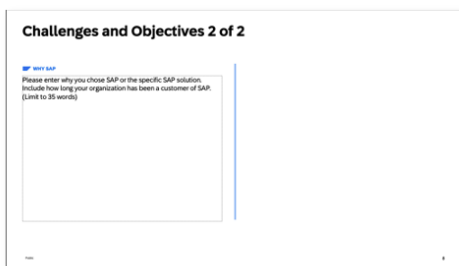 Challenges and Objectives 2 of 2
WHY SAP
Please enter why you chose SAP or the specific SAP solution.
Include how long your organization has been a customer of SAP.
(Limit to 35 words)